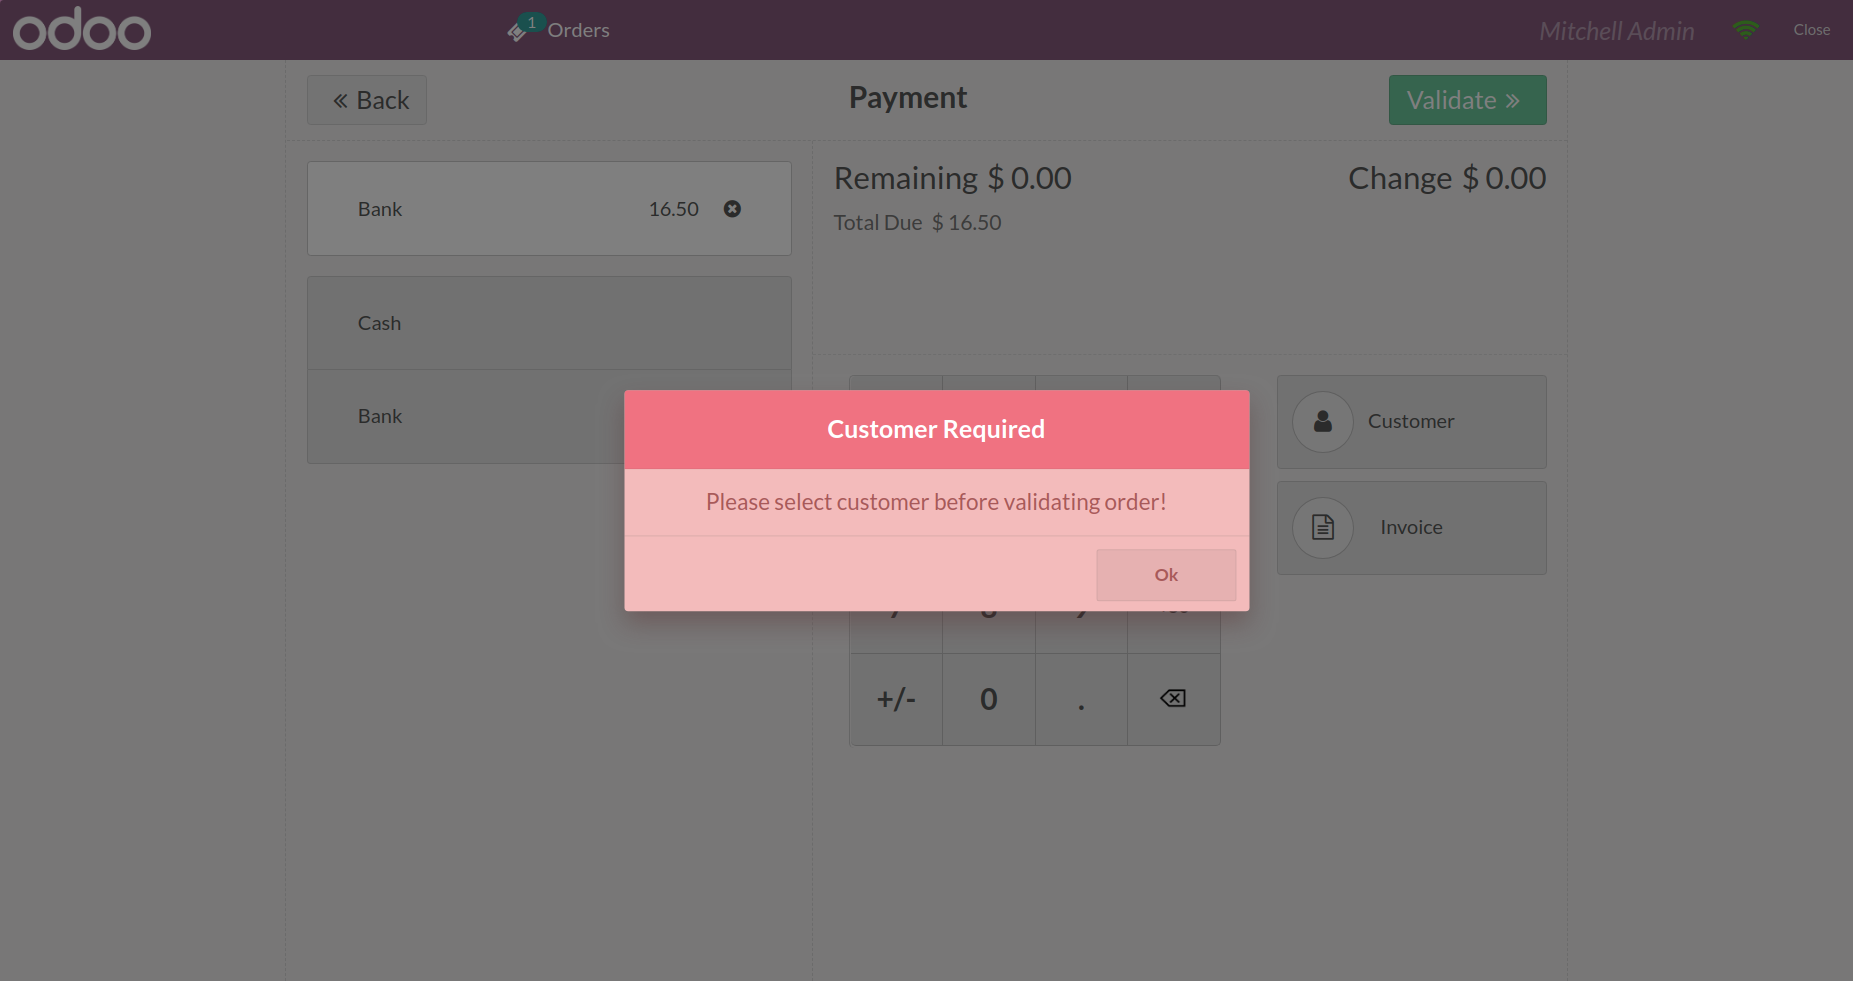 odoo
1
Orders
Mitchell Admin
Close
Back
Payment
Validate
Bank 16.50
Remaining $ 0.00
Change $ 0.00
Total Due $ 16.50
Cash
Bank
Customer
Invoice
Customer Required
Please select customer before validating order!
Ok
+/- 0 .